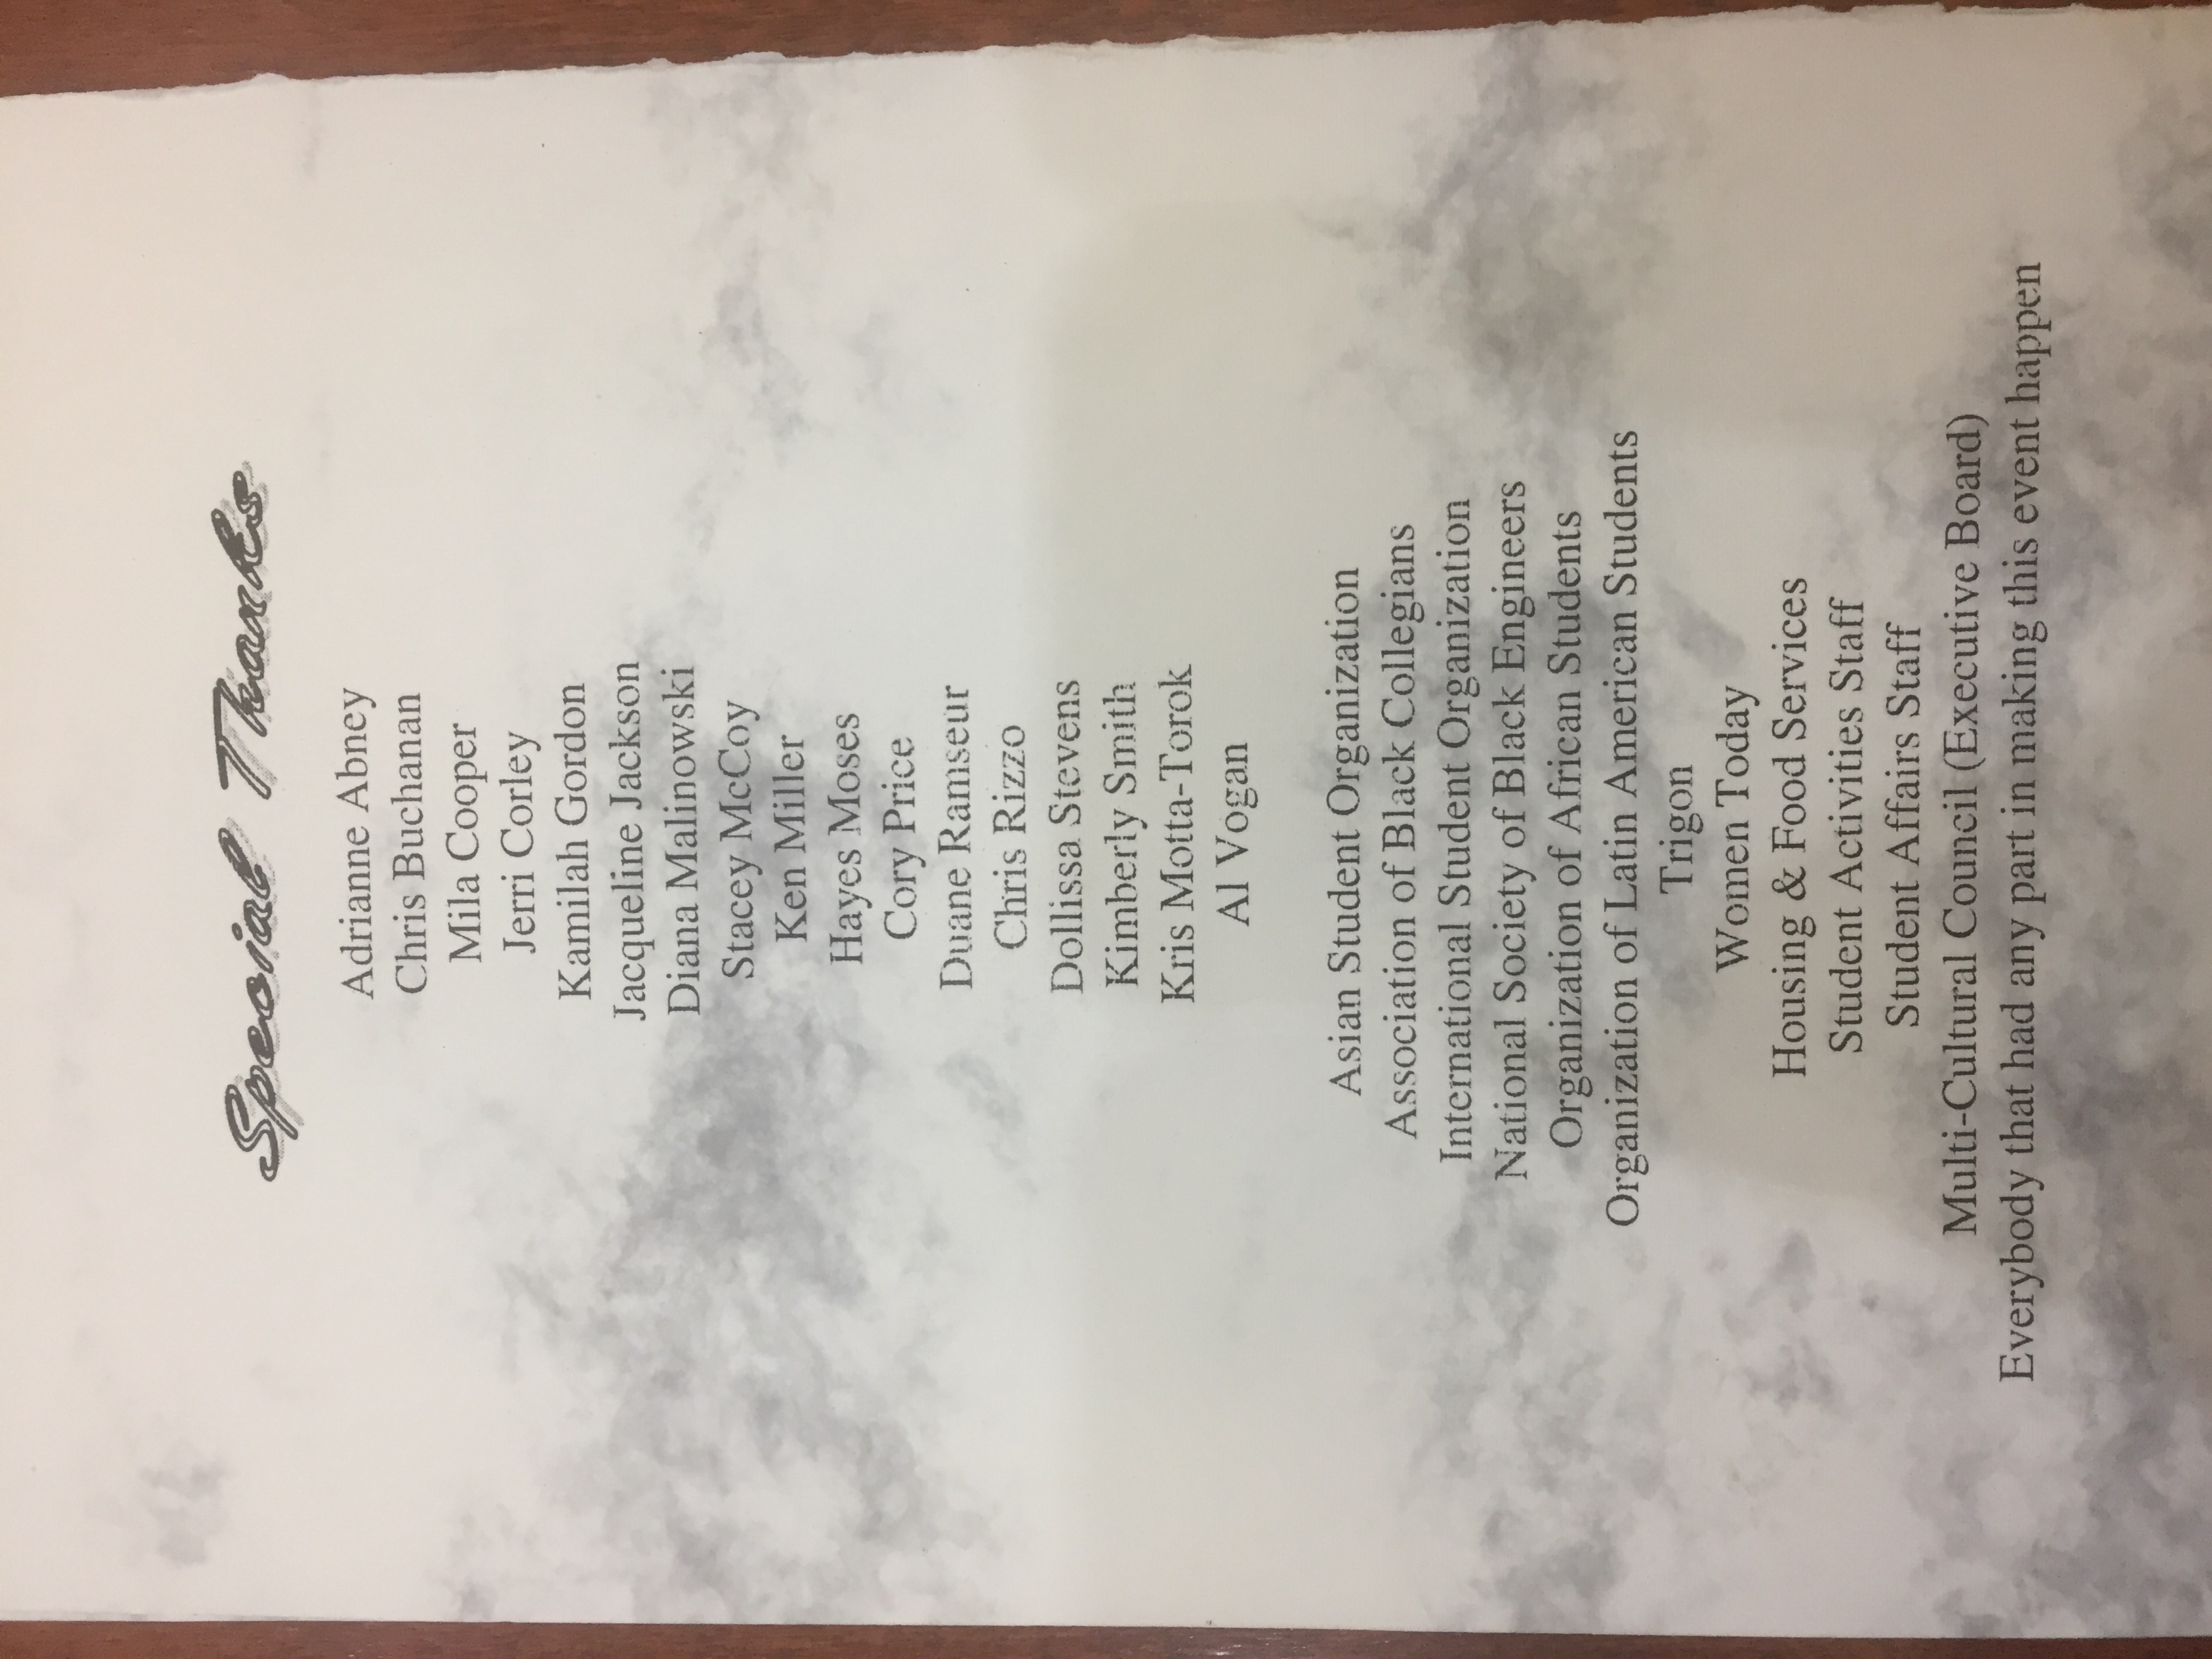 Special Thanks
Adrianne Abney
Chris Buchanan
Mila Cooper
Jerri Corley
Kamilah Gordon
Jacqueline Jackson
Diana Malinowski
Stacey McCoy
Ken Miller
Hayes Moses
Cory Price
Duane Ramseur
Chris Rizzo
Dollissa Stevens
Kimberly Smith
Kris Motta-Torok
Al Vogan
Asian Student Organization
Association of Black Collegians
International Student Organization
National Society of Black Engineers
Organization of African Students
Organization of Latin American Students
Trigon
Women Today
Housing & Food Services
Student Activities Staff
Student Affairs Staff
Multi-Cultural Council (Executive Board)
Everybody that had any part in making this event happen